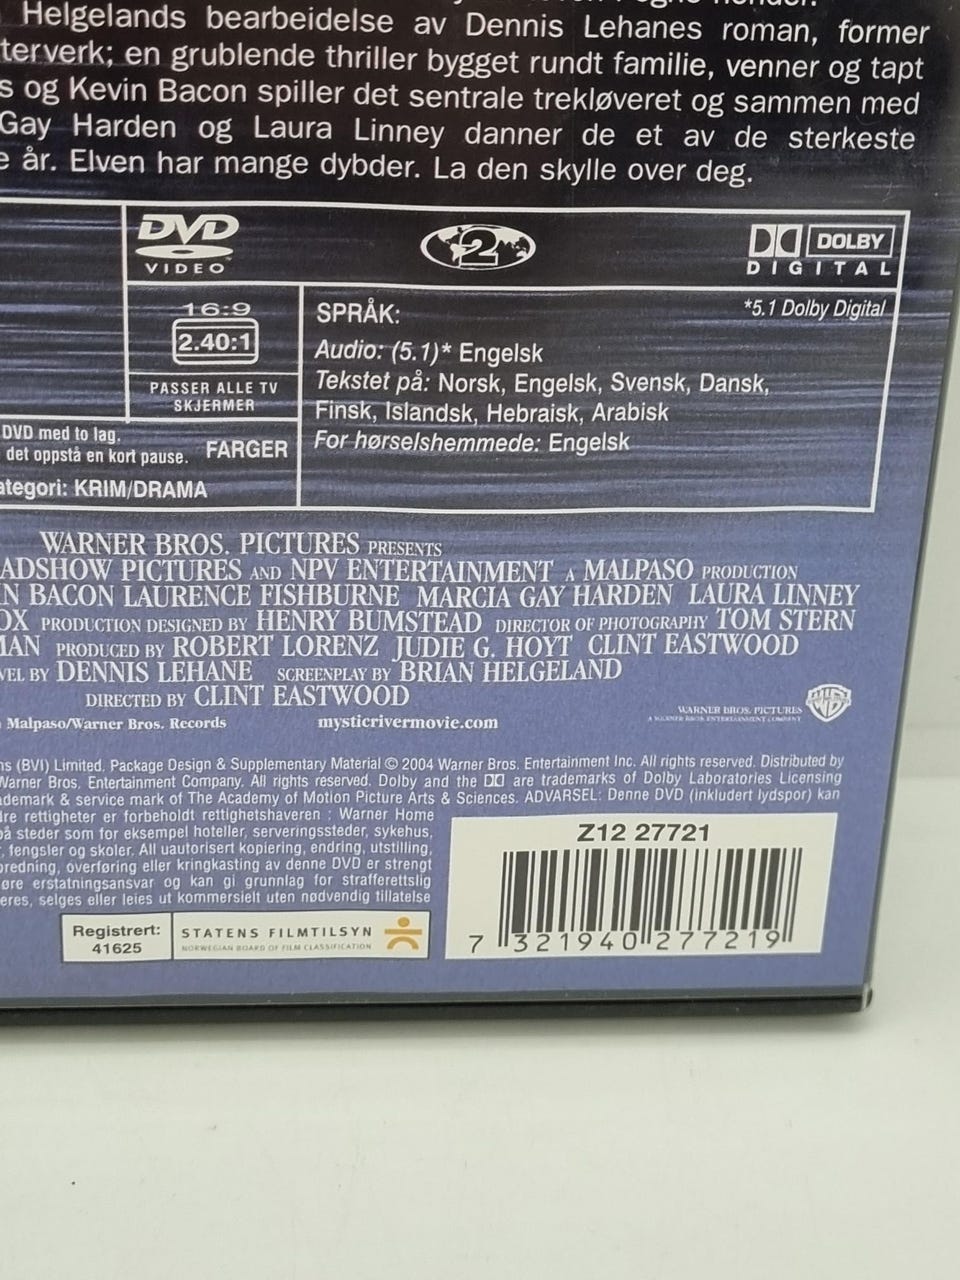 Helgelands bearbeidelse av Dennis Lehanes roman, former
terverk; en grublende thriller bygget rundt familie, venner og tapt
s og Kevin Bacon spiller det sentrale trekløveret og sammen med
Gay Harden og Laura Linney danner de et av de sterkeste
e år. Elven har mange dybder. La den skylle over deg.
DVD
VIDEO
2
DOLBY
DIGITAL
16:9
2.40:1
PASSER ALLE TV
SKJERMER
SPRÅK:
*5.1 Dolby Digital
Audio: (5.1)* Engelsk
Tekstet på: Norsk, Engelsk, Svensk, Dansk,
Finsk, Islandsk, Hebraisk, Arabisk
For hørselshemmede: Engelsk
DVD med to lag.
det oppstå en kort pause.
FARGER
ategori: KRIM/DRAMA
WARNER BROS. PICTURES PRESENTS
ADSHOW PICTURES AND NPV ENTERTAINMENT A MALPASO PRODUCTION
N BACON LAURENCE FISHBURNE MARCIA GAY HARDEN LAURA LINNEY
OX PRODUCTION DESIGNED BY HENRY BUMSTEAD DIRECTOR OF PHOTOGRAPHY TOM STERN
MAN PRODUCED BY ROBERT LORENZ JUDIE G. HOYT CLINT EASTWOOD
VEL BY DENNIS LEHANE SCREENPLAY BY BRIAN HELGELAND
DIRECTED BY CLINT EASTWOOD
Malpaso/Warner Bros. Records
mysticrivermovie.com
WARNER BROS. PICTURES
A WARNER BROS. ENTERTAINMENT COMPANY
ns (BVI) Limited. Package Design & Supplementary Material © 2004 Warner Bros. Entertainment Inc. All rights reserved. Distributed by
Warner Bros. Entertainment Company. All rights reserved. Dolby and the are trademarks of Dolby Laboratories Licensing
demark & service mark of The Academy of Motion Picture Arts & Sciences. ADVARSEL: Denne DVD (inkludert lydspor) kan
dre rettigheter er forbeholdt rettighetshaveren : Warner Home
på steder som for eksempel hoteller, serveringssteder, sykehus,
, fengsler og skoler. All uautorisert kopiering, endring, utstilling,
predning, overføring eller kringkasting av denne DVD er strengt
øre erstatningsansvar og kan gi grunnlag for strafferettslig
eres, selges eller leies ut kommersielt uten nødvendig tillatelse
Registrert:
41625
STATENS FILMTILSYN
NORWEGIAN BOARD OF FILM CLASSIFICATION
Z12 27721
7 321940 277219